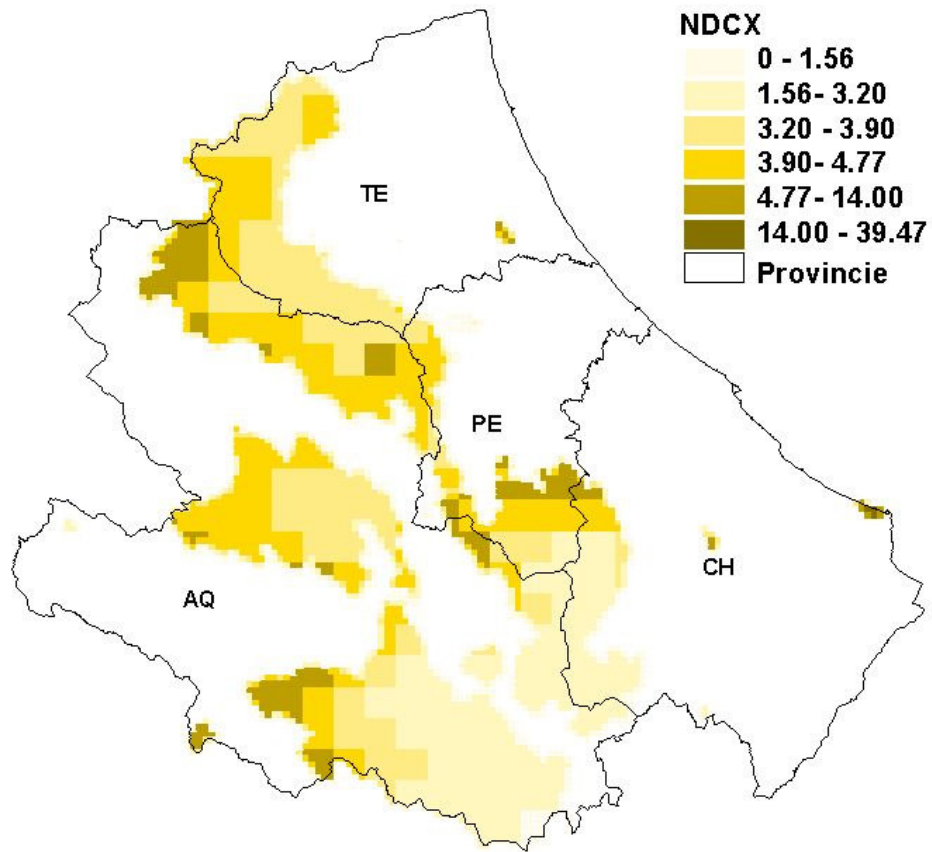 NDCX
0 - 1.56
1.56- 3.20
3.20 - 3.90
3.90- 4.77
4.77- 14.00
14.00 - 39.47
Provincie
TE
PE
CH
AQ